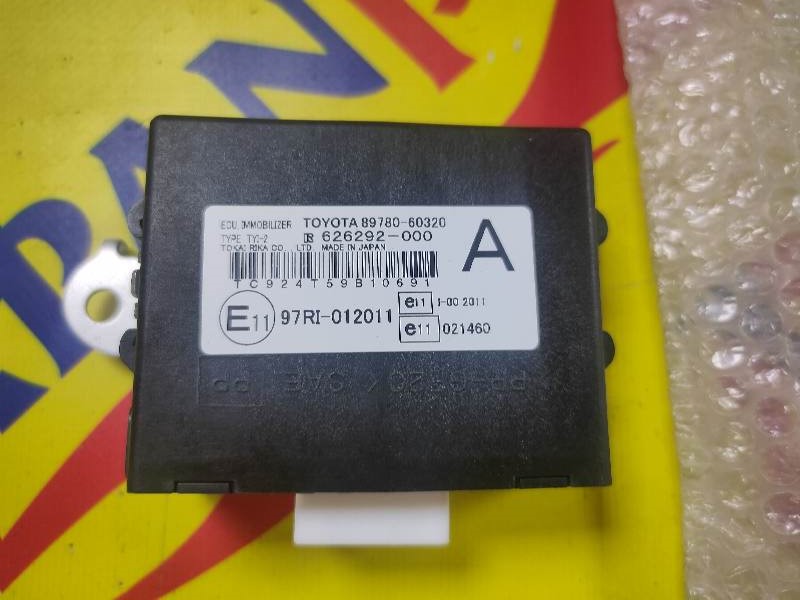 ECU, IMMOBILIZER TOYOTA 89780-60320
TYPE TYI-2 626292-000
TOKAI RIKA CO., LTD. MADE IN JAPAN
A
TC924T59B10691
E11 97RI-012011
e11 1-00 2011
e11 021460